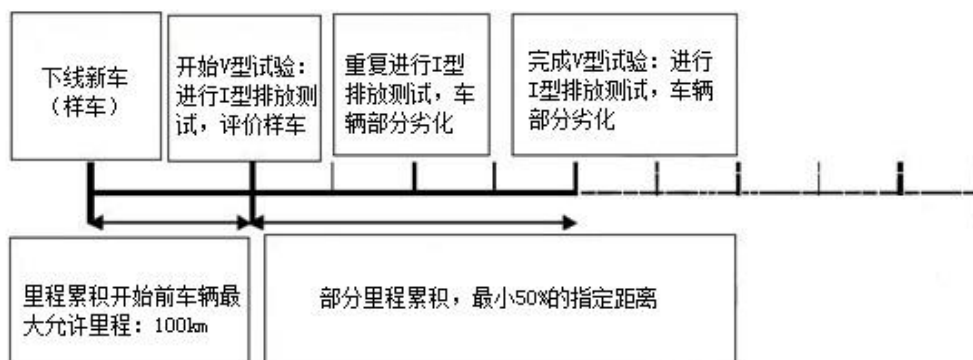 下线新车
（样车）
开始V型试验：
进行I型排放测
试，评价样车
重复进行I型
排放测试，车
辆部分劣化
完成V型试验：进行
I型排放测试，车辆
部分劣化
里程累积开始前车辆最
大允许里程：100km
部分里程累积，最小50%的指定距离